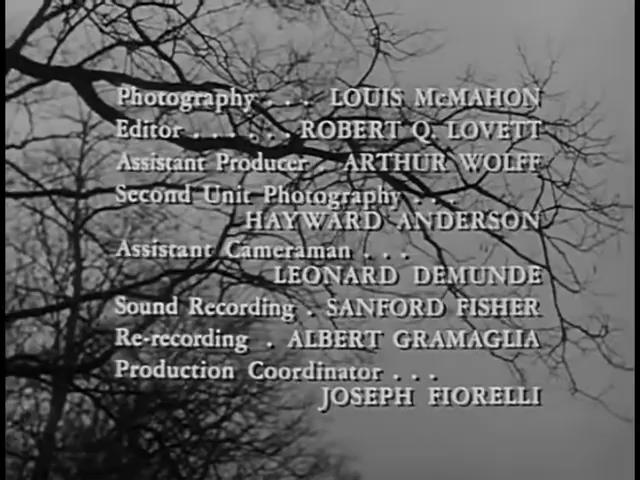 Photography . . . LOUIS McMAHON
Editor . . . . . . ROBERT Q. LOVETT
Assistant Producer ARTHUR WOLFF
Second Unit Photography . . .
HAYWARD ANDERSON
Assistant Cameraman . . .
LEONARD DEMUNDE
Sound Recording . SANFORD FISHER
Re-recording . ALBERT GRAMAGLIA
Production Coordinator . . .
JOSEPH FIORELLI